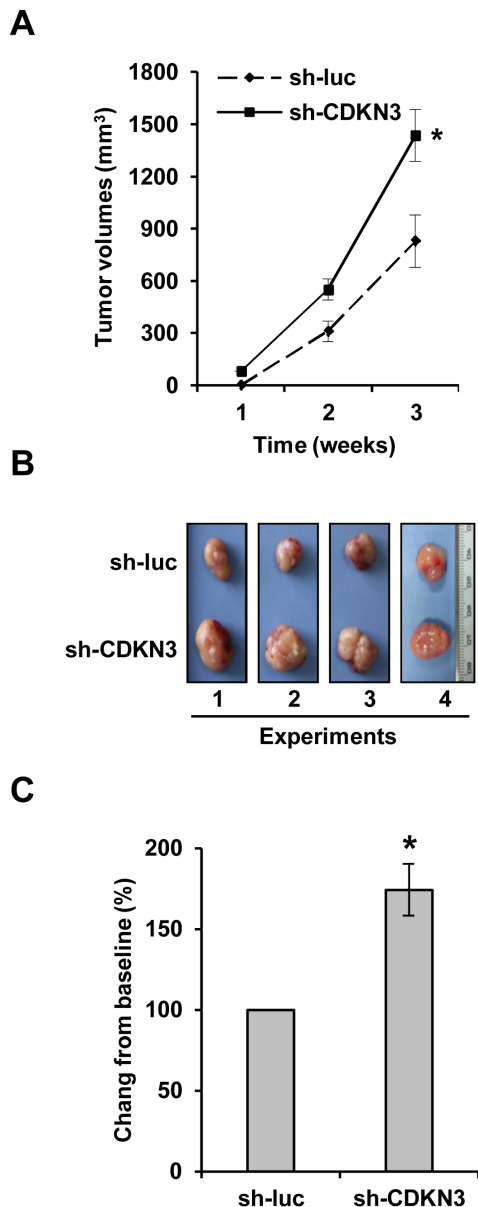 A
Tumor volumes (mm³)
1800
1500
1200
900
600
300
0
sh-luc
sh-CDKN3
*
1 2 3
Time (weeks)
B
sh-luc
sh-CDKN3
1 2 3 4
Experiments
C
Chang from baseline (%)
200
150
100
50
0
*
sh-luc sh-CDKN3